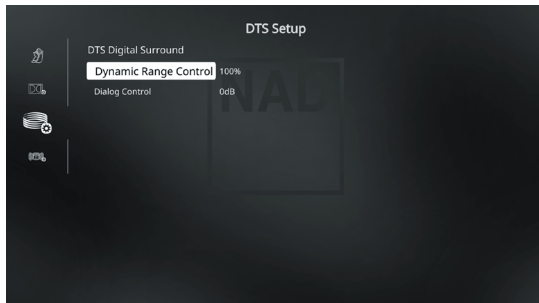 DTS Setup
DTS Digital Surround
Dynamic Range Control 100%
Dialog Control 0dB
NAD